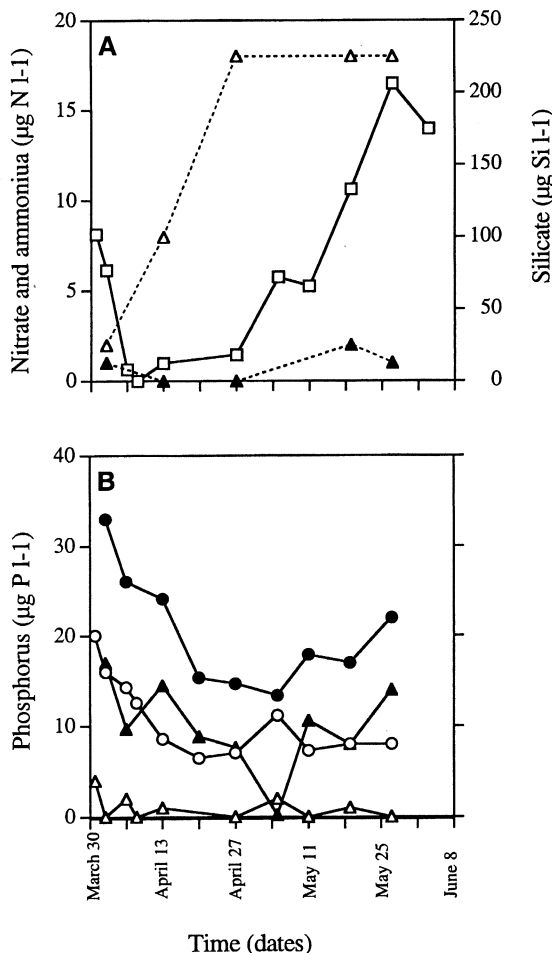 A
20
15
10
5
0
Nitrate and ammoniua (µg N l-1)
250
200
150
100
50
0
Silicate (µg Si l-1)
B
40
30
20
10
0
Phosphorus (µg P l-1)
March 30
April 13
April 27
May 11
May 25
June 8
Time (dates)